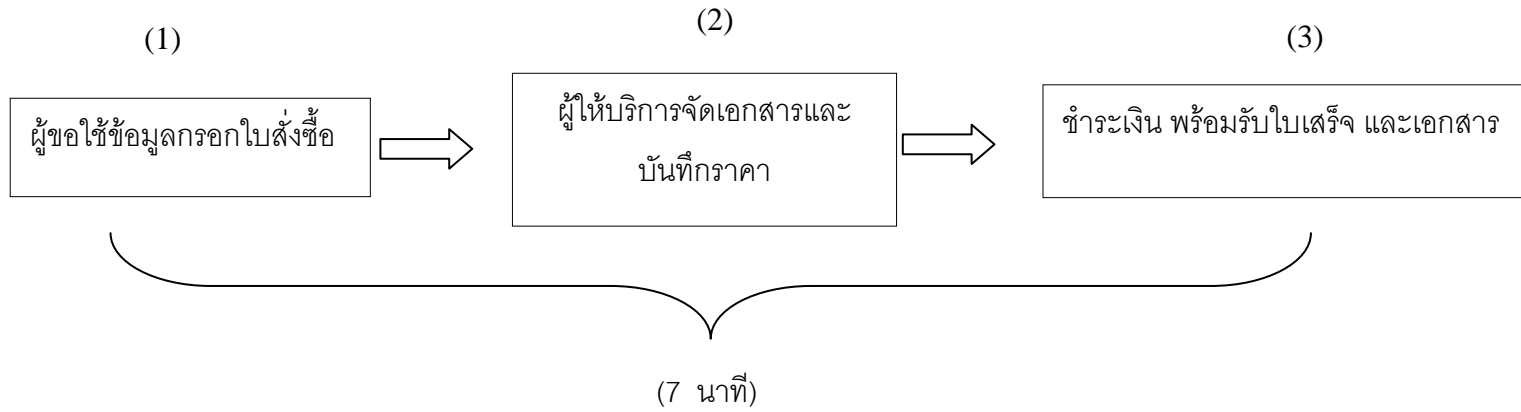 (1)
ผู้ขอใช้ข้อมูลกรอกใบสั่งซื้อ
(2)
ผู้ให้บริการจัดเอกสารและ
บันทึกราคา
(3)
ชำระเงิน พร้อมรับใบเสร็จ และเอกสาร
(7 นาที)